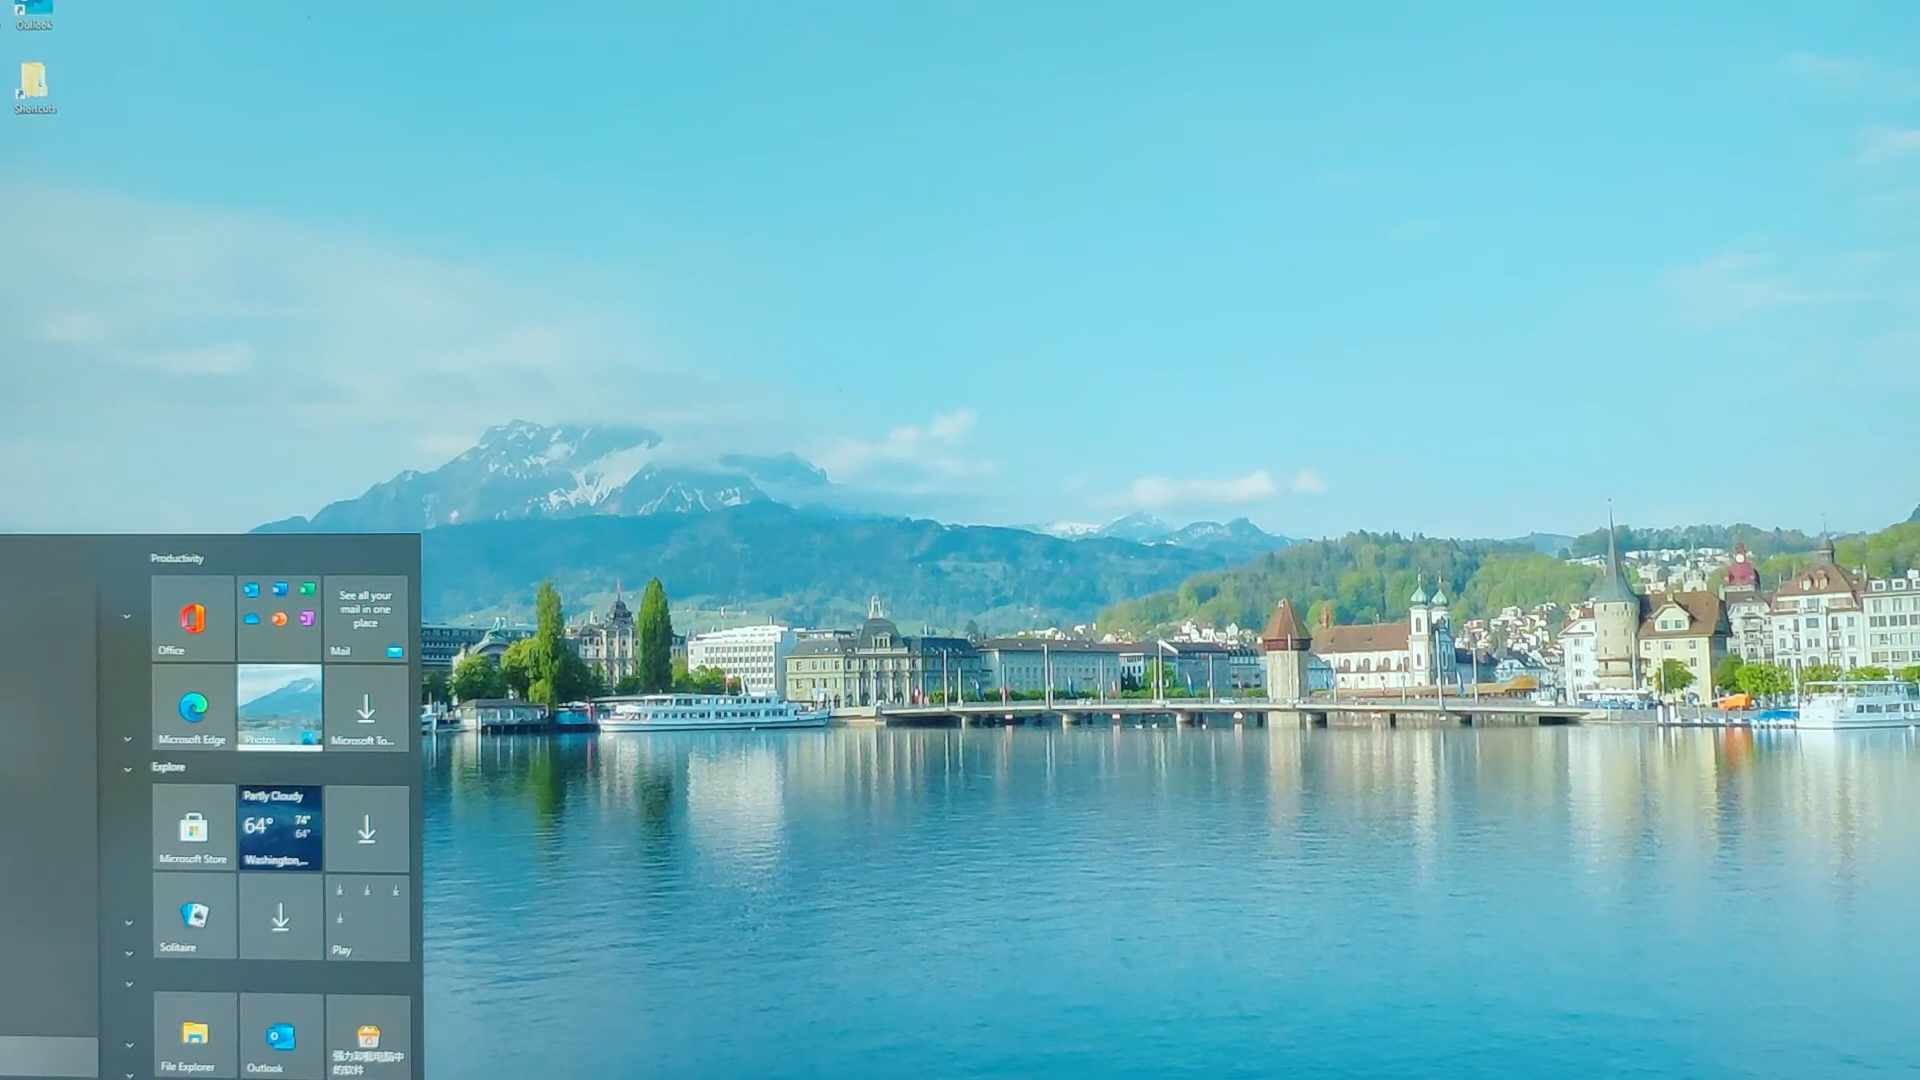 Outlook
Shortcuts
Productivity
Office
See all your
mail in one
place
Mail
Microsoft Edge
Photos
Microsoft To...
Explore
Microsoft Store
Partly Cloudy
64°
74°
64°
Washington,...
Solitaire
Play
File Explorer
Outlook
强力卸载电脑中
的软件